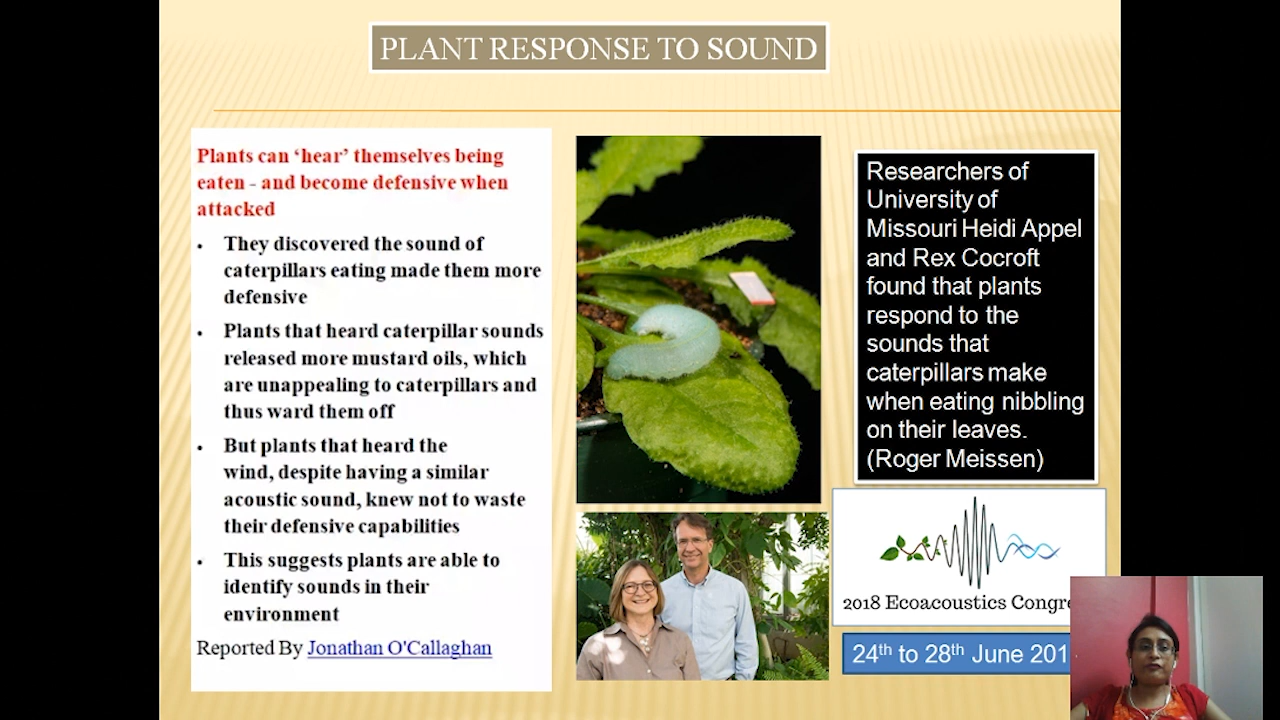 PLANT RESPONSE TO SOUND
Plants can ‘hear’ themselves being
eaten - and become defensive when
attacked
• They discovered the sound of
caterpillars eating made them more
defensive
• Plants that heard caterpillar sounds
released more mustard oils, which
are unappealing to caterpillars and
thus ward them off
• But plants that heard the
wind, despite having a similar
acoustic sound, knew not to waste
their defensive capabilities
• This suggests plants are able to
identify sounds in their
environment
Reported By Jonathan O'Callaghan
Researchers of
University of
Missouri Heidi Appel
and Rex Cocroft
found that plants
respond to the
sounds that
caterpillars make
when eating nibbling
on their leaves.
(Roger Meissen)
2018 Ecoacoustics Congre
24th to 28th June 201